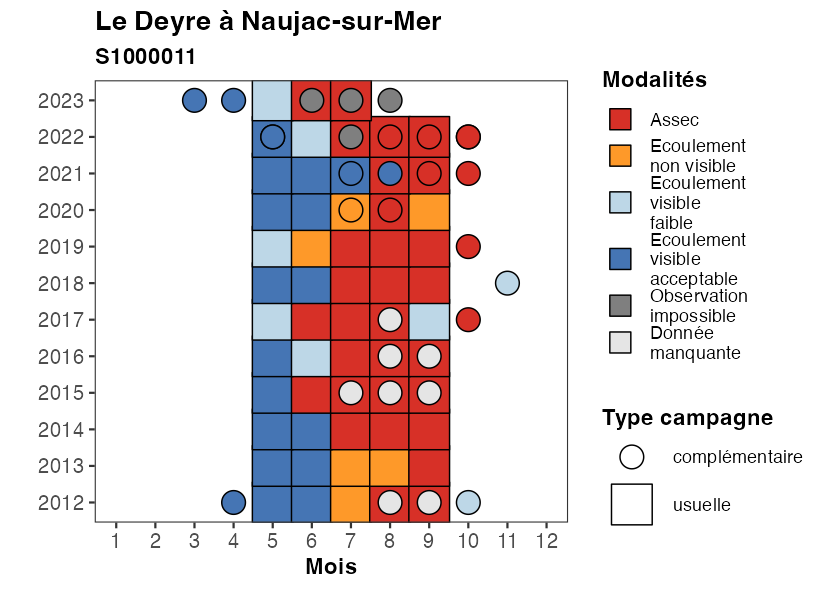 Le Deyre à Naujac-sur-Mer
S1000011
2023
2022
2021
2020
2019
2018
2017
2016
2015
2014
2013
2012
1 2 3 4 5 6 7 8 9 10 11 12
Mois
Modalités
Assec
Ecoulement
non visible
Ecoulement
visible
faible
Ecoulement
visible
acceptable
Observation
impossible
Donnée
manquante
Type campagne
complémentaire
usuelle